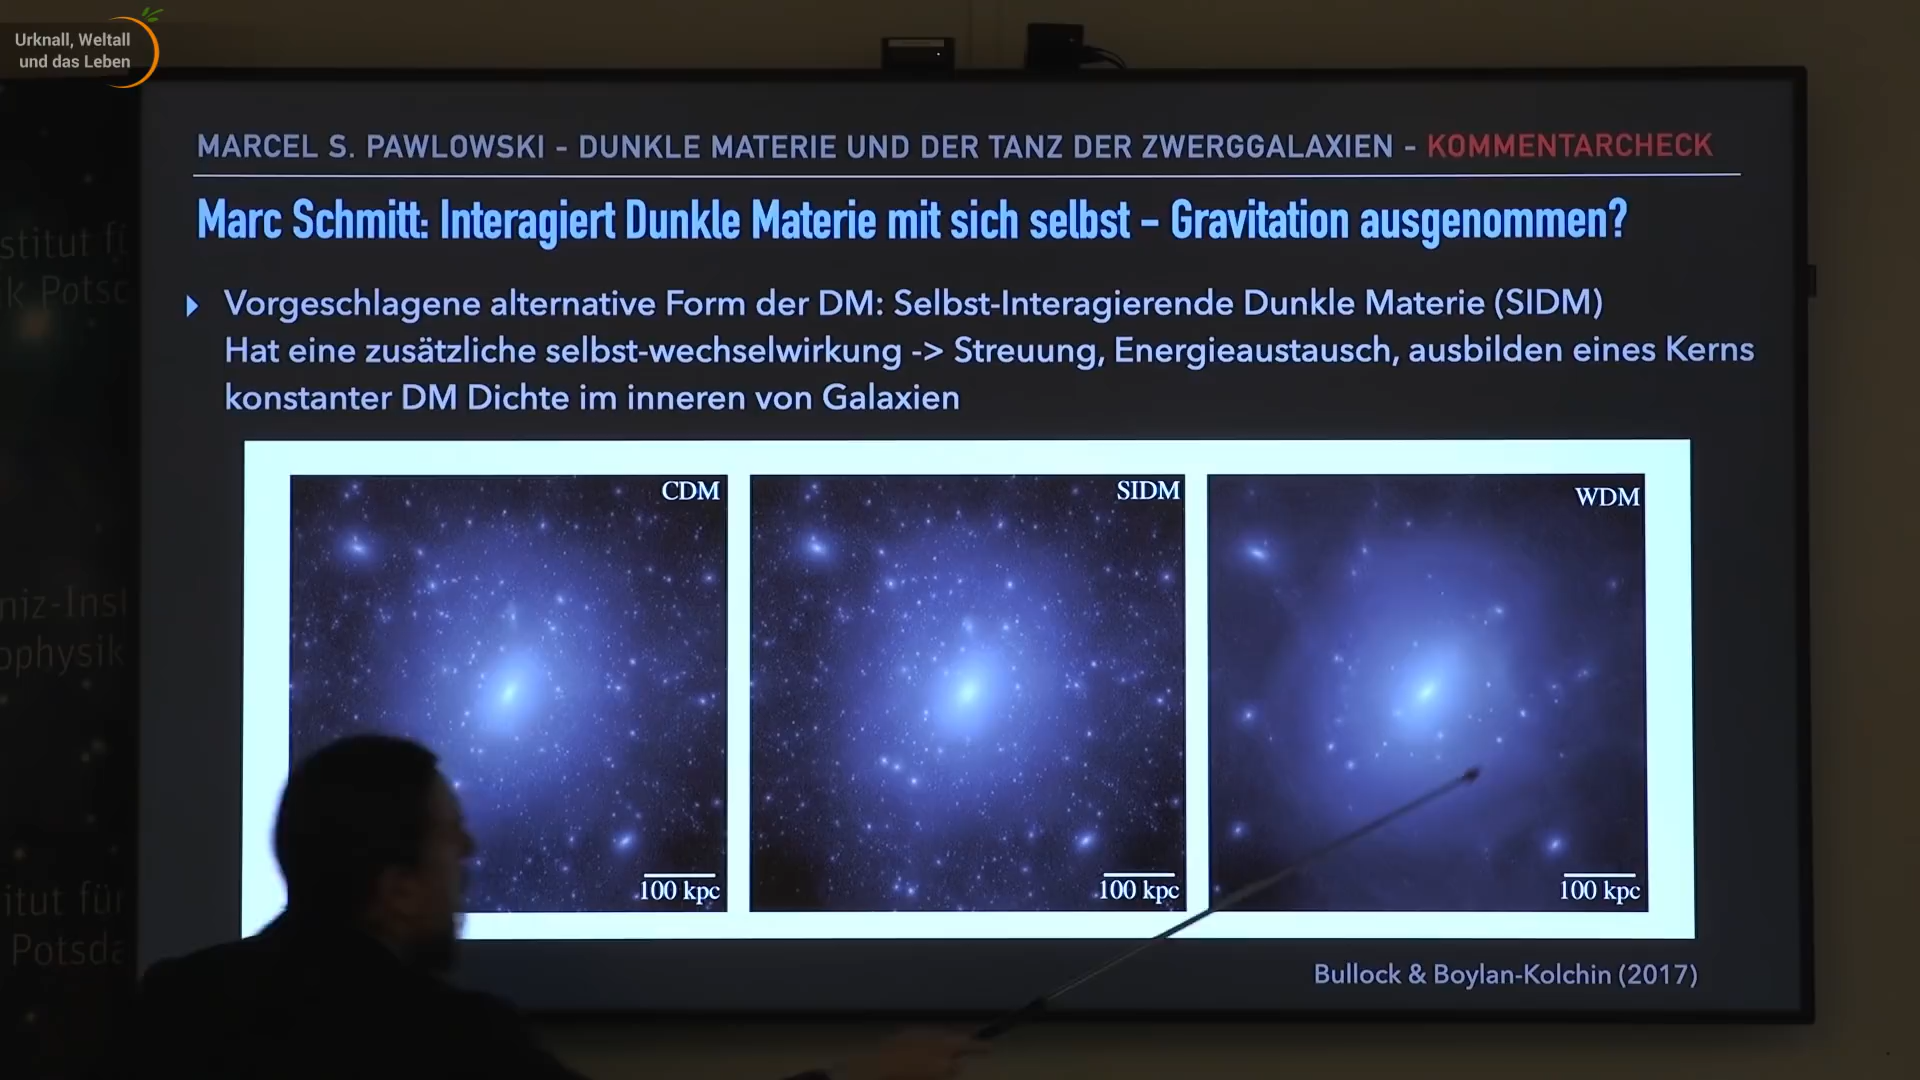 Urknall, Weltall
und das Leben
MARCEL S. PAWLOWSKI - DUNKLE MATERIE UND DER TANZ DER ZWERGGALAXIEN - KOMMENTARCHECK
Marc Schmitt: Interagiert Dunkle Materie mit sich selbst – Gravitation ausgenommen?
Vorgeschlagene alternative Form der DM: Selbst-Interagierende Dunkle Materie (SIDM)
Hat eine zusätzliche selbst-wechselwirkung -> Streuung, Energieaustausch, ausbilden eines Kerns
konstanter DM Dichte im inneren von Galaxien
CDM
SIDM
WDM
100 kpc
100 kpc
100 kpc
Bullock & Boylan-Kolchin (2017)